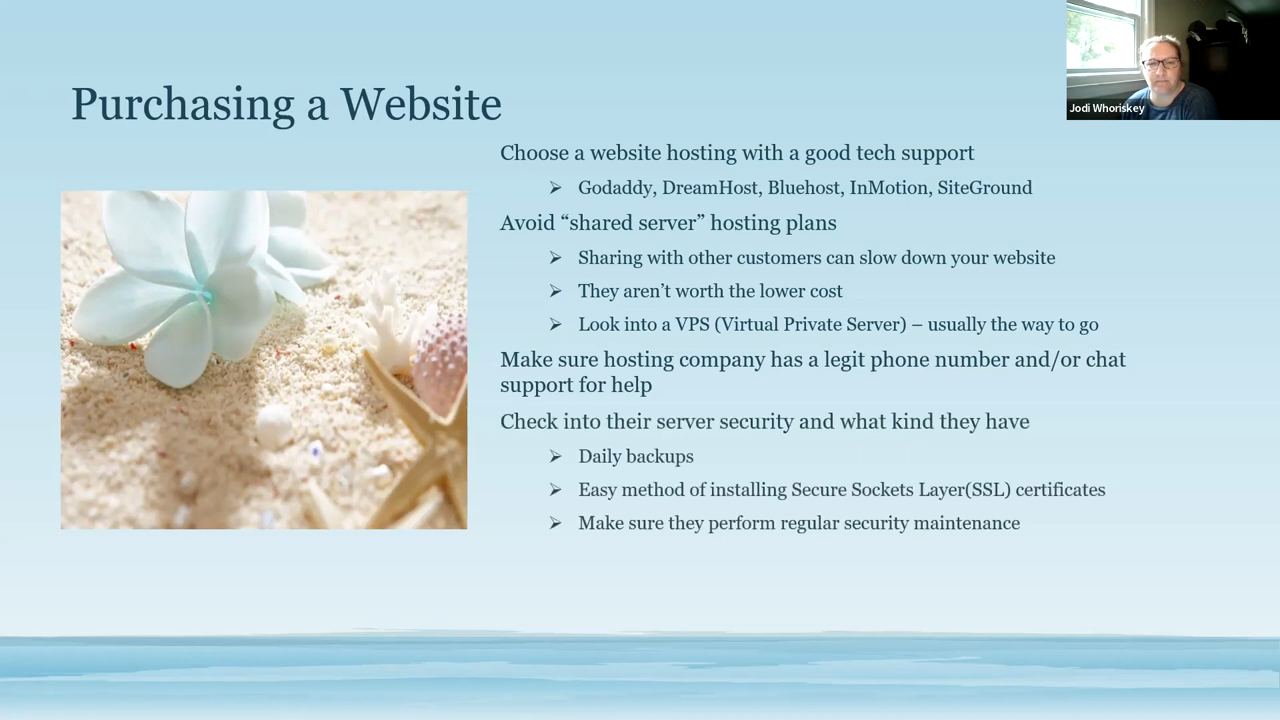 Jodi Whoriskey
Purchasing a Website
Choose a website hosting with a good tech support
➢ Godaddy, DreamHost, Bluehost, InMotion, SiteGround
Avoid “shared server” hosting plans
➢ Sharing with other customers can slow down your website
➢ They aren’t worth the lower cost
➢ Look into a VPS (Virtual Private Server) – usually the way to go
Make sure hosting company has a legit phone number and/or chat
support for help
Check into their server security and what kind they have
➢ Daily backups
➢ Easy method of installing Secure Sockets Layer(SSL) certificates
➢ Make sure they perform regular security maintenance